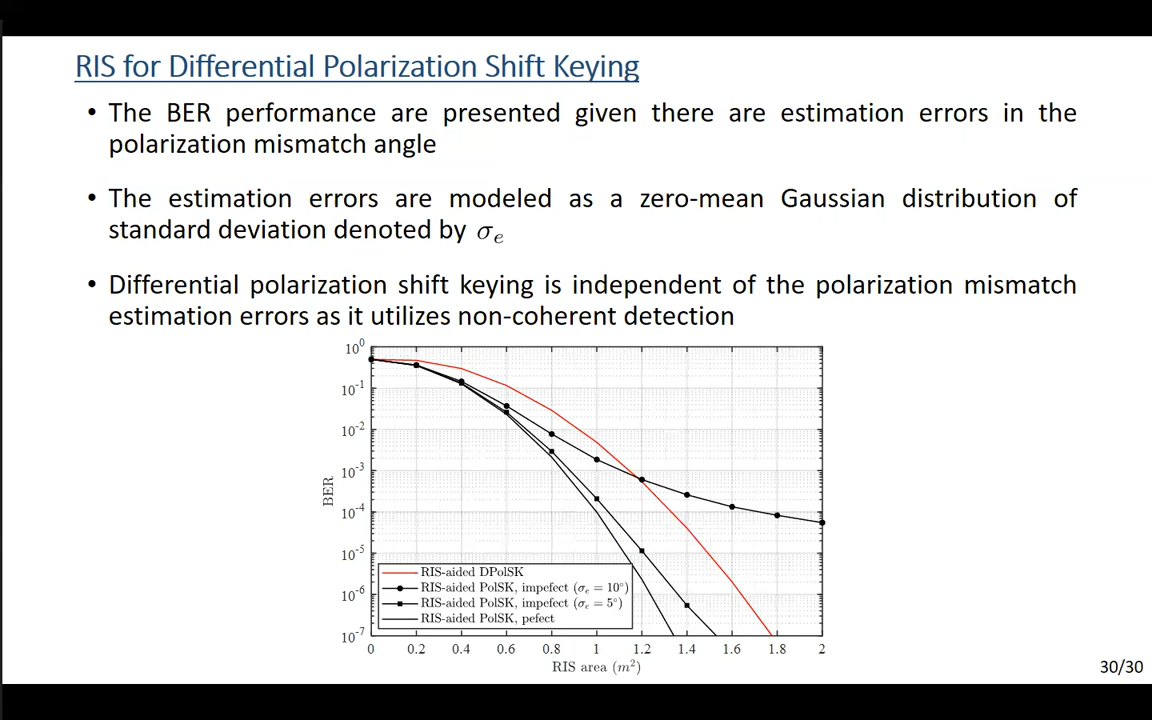 RIS for Differential Polarization Shift Keying
• The BER performance are presented given there are estimation errors in the
polarization mismatch angle
• The estimation errors are modeled as a zero-mean Gaussian distribution of
standard deviation denoted by σₑ
• Differential polarization shift keying is independent of the polarization mismatch
estimation errors as it utilizes non-coherent detection
10⁰
10⁻¹
10⁻²
10⁻³
10⁻⁴
10⁻⁵
10⁻⁶
10⁻⁷
BER
RIS-aided DPolSK
RIS-aided PolSK, impefect (σₑ = 10°)
RIS-aided PolSK, impefect (σₑ = 5°)
RIS-aided PolSK, pefect
0 0.2 0.4 0.6 0.8 1 1.2 1.4 1.6 1.8 2
RIS area (m²)
30/30